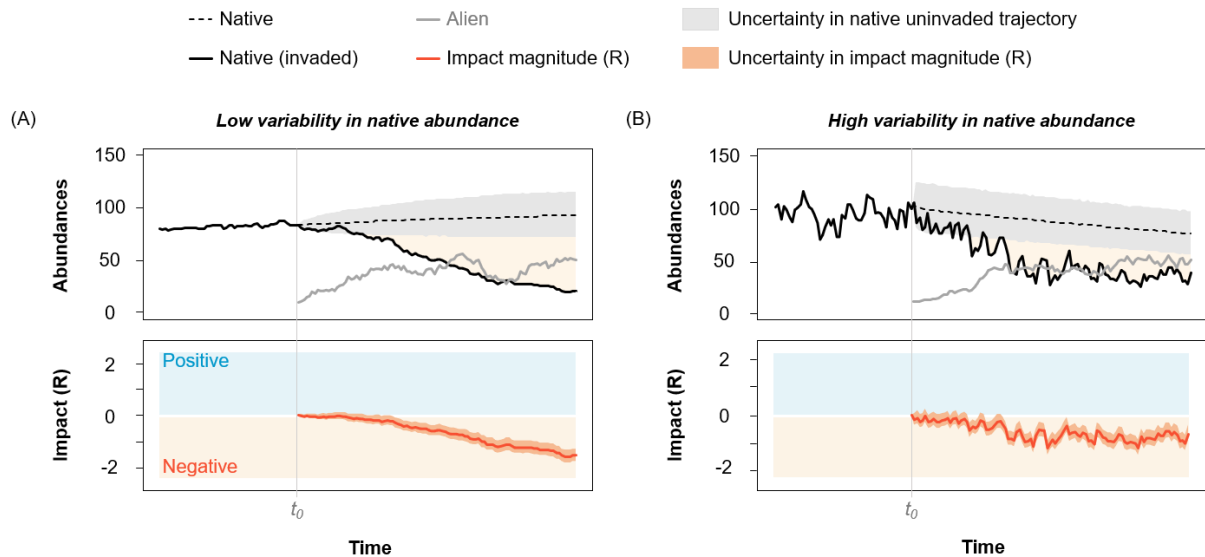 Native
Alien
Uncertainty in native uninvaded trajectory
Native (invaded)
Impact magnitude (R)
Uncertainty in impact magnitude (R)
(A)
Low variability in native abundance
(B)
High variability in native abundance
Abundances
150
100
50
0
Abundances
150
100
50
0
Impact (R)
2
0
-2
Positive
Negative
Impact (R)
2
0
-2
t0
t0
Time
Time